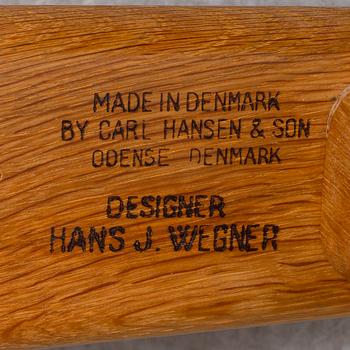 MADE IN DENMARK
BY CARL HANSEN & SON
ODENSE DENMARK
DESIGNER
HANS J. WEGNER